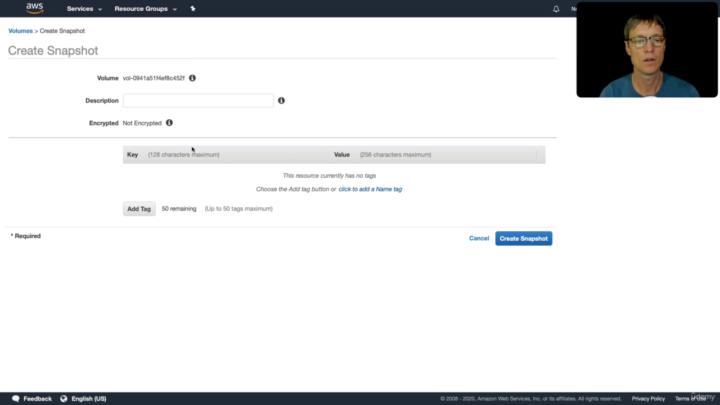 aws Services Resource Groups
Volumes > Create Snapshot
Create Snapshot
Volume vol-0941a51f4ef8c452f
Description
Encrypted Not Encrypted
Key (128 characters maximum) Value (256 characters maximum)
This resource currently has no tags
Choose the Add tag button or click to add a Name tag
Add Tag 50 remaining (Up to 50 tags maximum)
* Required
Cancel Create Snapshot
Feedback English (US) © 2008 - 2020, Amazon Web Services, Inc. or its affiliates. All rights reserved. Privacy Policy Terms of Use
Udemy